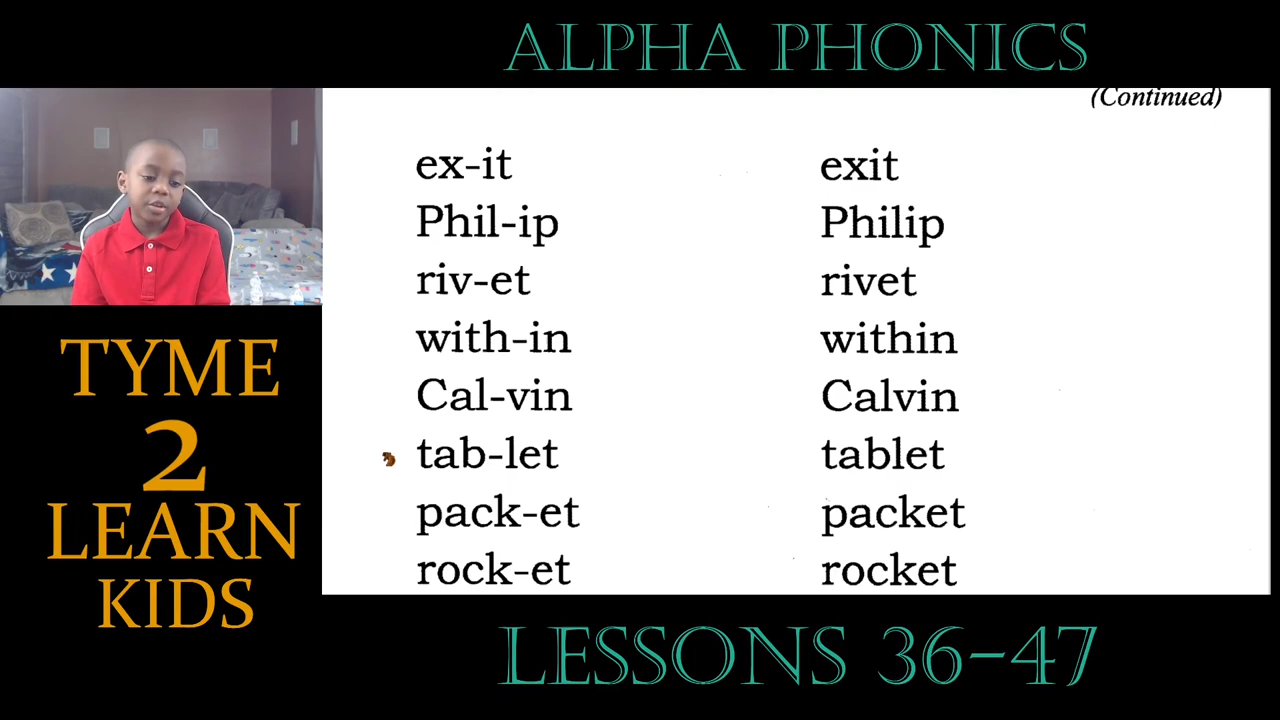 ALPHA PHONICS
(Continued)
ex-it exit
Phil-ip Philip
riv-et rivet
with-in within
Cal-vin Calvin
tab-let tablet
pack-et packet
rock-et rocket
TYME
2
LEARN
KIDS
LESSONS 36-47